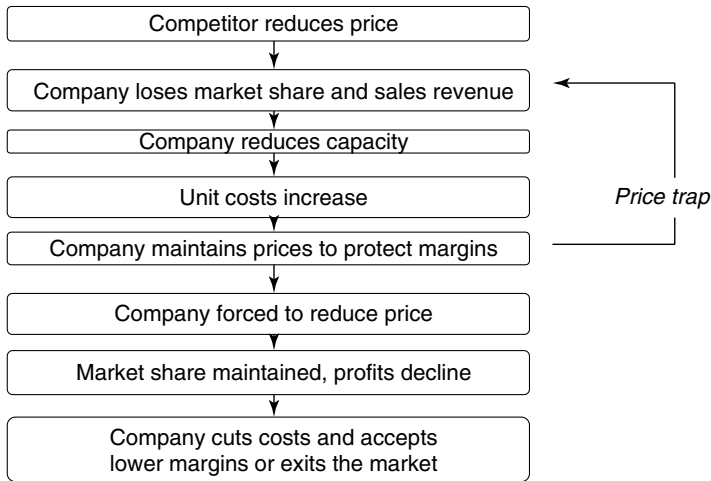 Competitor reduces price
Company loses market share and sales revenue
Company reduces capacity
Unit costs increase
Price trap
Company maintains prices to protect margins
Company forced to reduce price
Market share maintained, profits decline
Company cuts costs and accepts
lower margins or exits the market